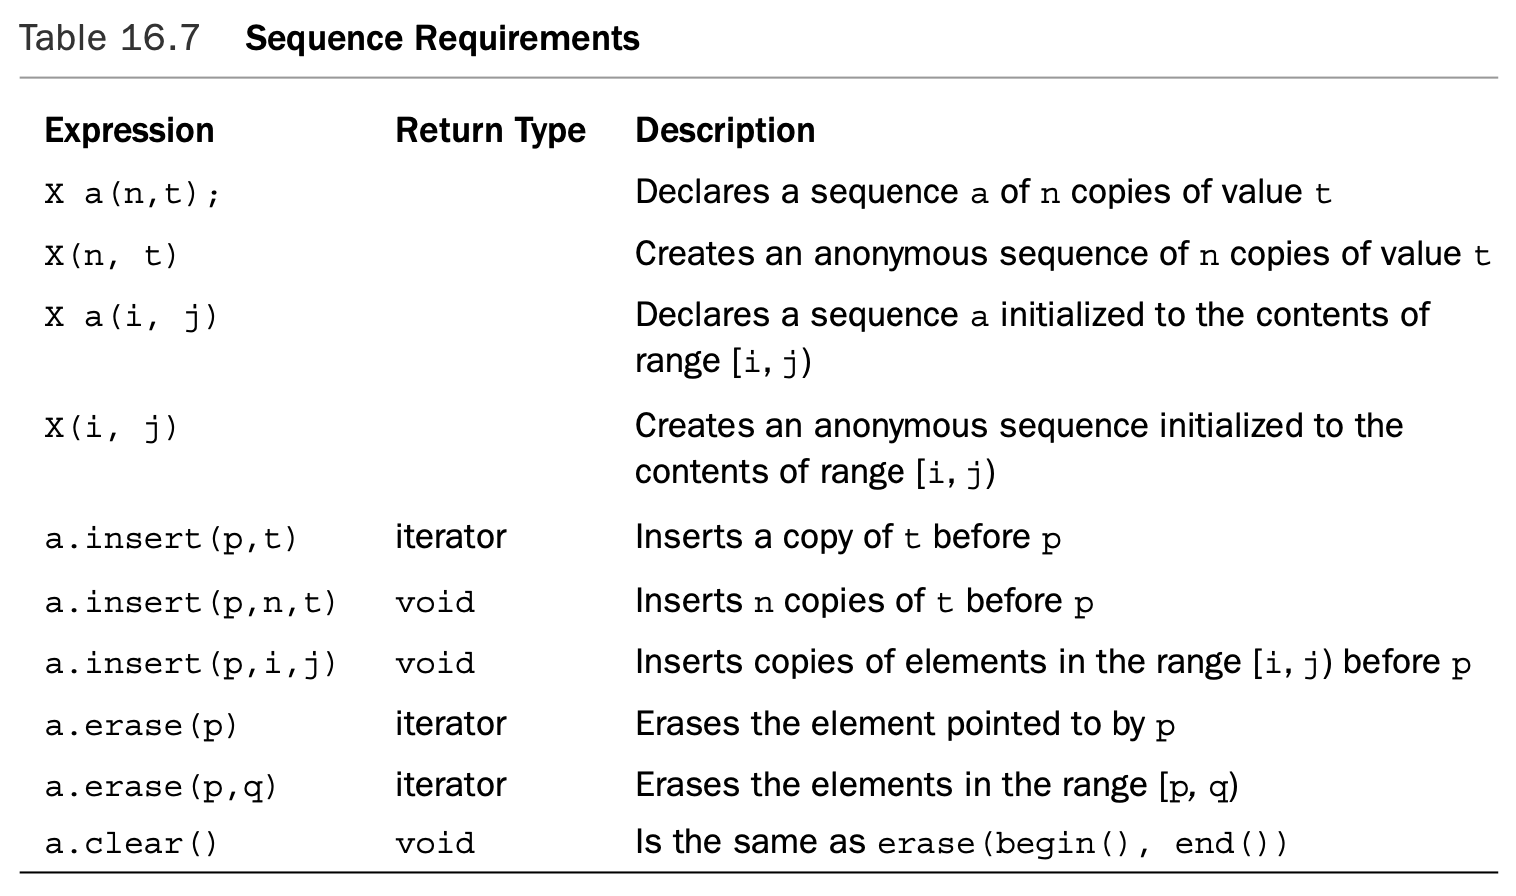 Table 16.7 Sequence Requirements
Expression Return Type Description
X a(n,t); Declares a sequence a of n copies of value t
X(n, t) Creates an anonymous sequence of n copies of value t
X a(i, j) Declares a sequence a initialized to the contents of
range [i, j)
X(i, j) Creates an anonymous sequence initialized to the
contents of range [i, j)
a.insert(p,t) iterator Inserts a copy of t before p
a.insert(p,n,t) void Inserts n copies of t before p
a.insert(p,i,j) void Inserts copies of elements in the range [i, j) before p
a.erase(p) iterator Erases the element pointed to by p
a.erase(p,q) iterator Erases the elements in the range [p, q)
a.clear() void Is the same as erase(begin(), end())